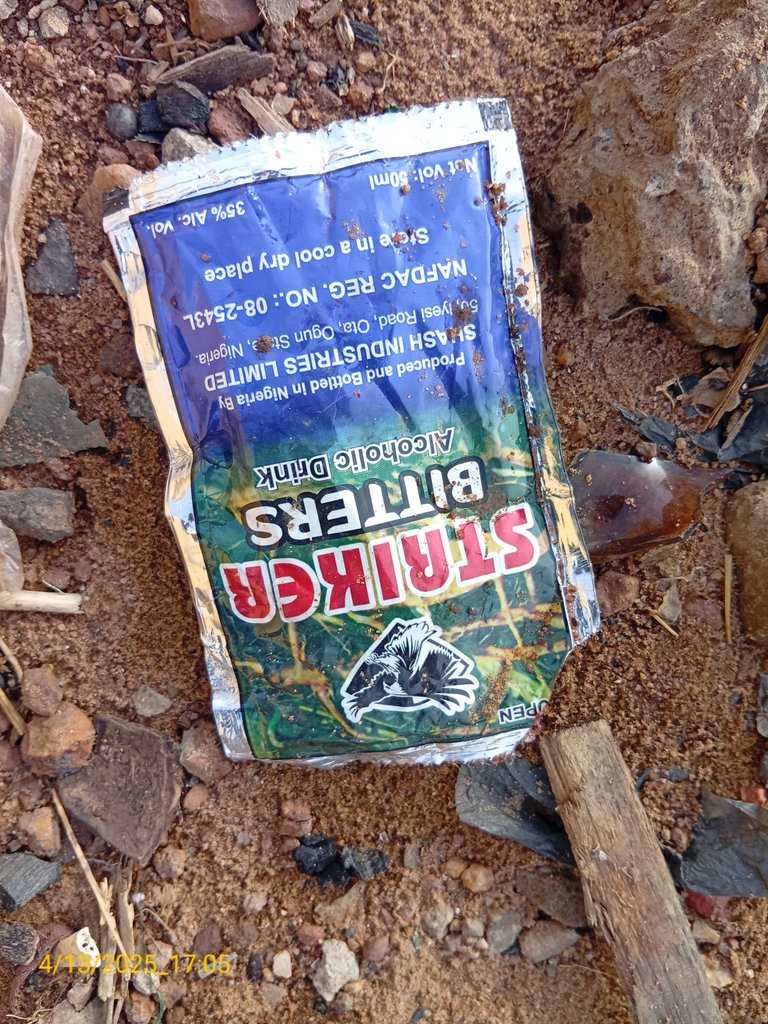 OPEN
STRIKER
BITTERS
Alcoholic Drink
Produced and Bottled in Nigeria By
SHASH INDUSTRIES LIMITED
50, Iyesi Road, Ota, Ogun State, Nigeria.
NAFDAC REG. NO.: 08-2543L
Store in a cool dry place
35% Alc. Vol. Net Vol: 50ml
4/13/2025_17:05